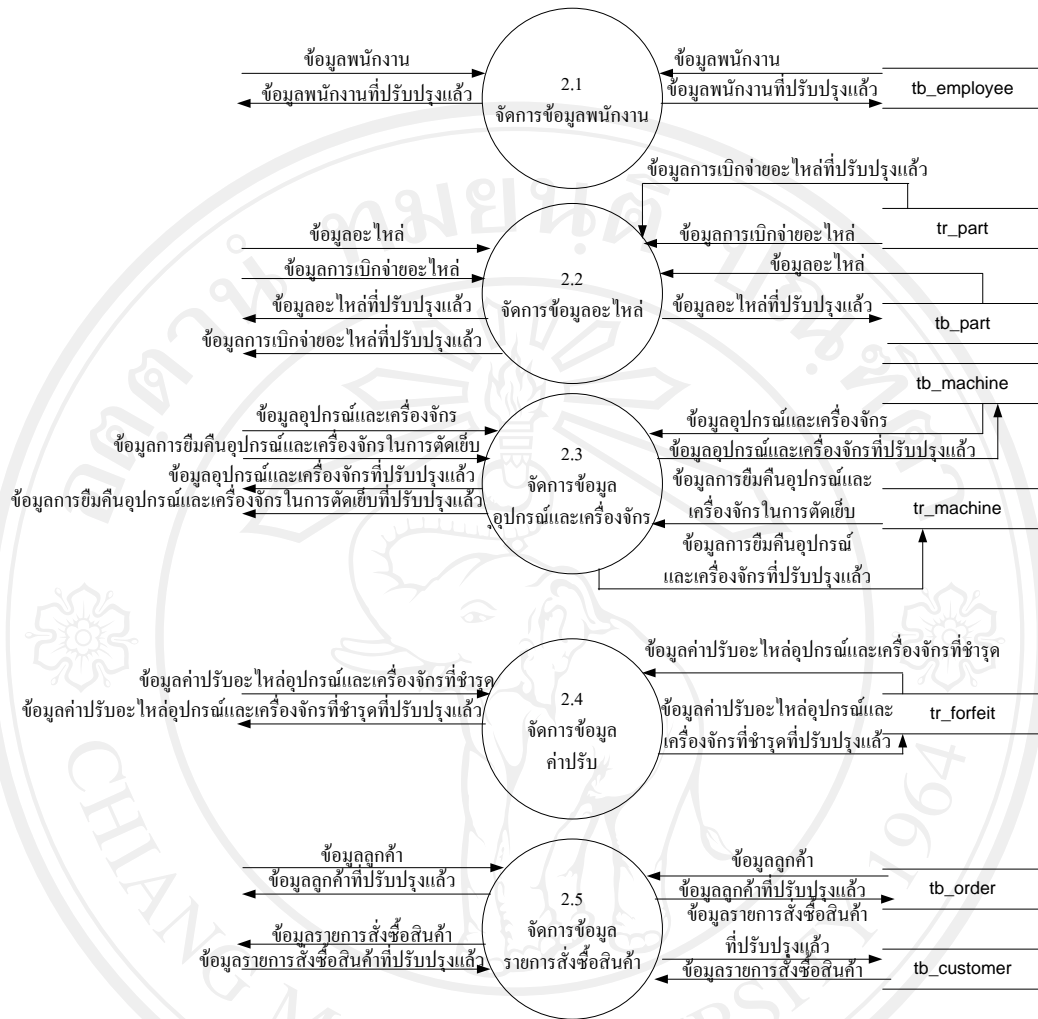 ข้อมูลพนักงาน
ข้อมูลพนักงานที่ปรับปรุงแล้ว
2.1
จัดการข้อมูลพนักงาน
ข้อมูลพนักงาน
ข้อมูลพนักงานที่ปรับปรุงแล้ว
tb_employee
ข้อมูลการเบิกจ่ายอะไหล่ที่ปรับปรุงแล้ว
tr_part
ข้อมูลอะไหล่
ข้อมูลการเบิกจ่ายอะไหล่
ข้อมูลอะไหล่ที่ปรับปรุงแล้ว
ข้อมูลการเบิกจ่ายอะไหล่ที่ปรับปรุงแล้ว
2.2
จัดการข้อมูลอะไหล่
ข้อมูลการเบิกจ่ายอะไหล่
ข้อมูลอะไหล่
ข้อมูลอะไหล่ที่ปรับปรุงแล้ว
tb_part
tb_machine
ข้อมูลอุปกรณ์และเครื่องจักร
ข้อมูลการยืมคืนอุปกรณ์และเครื่องจักรในการตัดเย็บ
ข้อมูลอุปกรณ์และเครื่องจักรที่ปรับปรุงแล้ว
ข้อมูลการยืมคืนอุปกรณ์และเครื่องจักรในการตัดเย็บที่ปรับปรุงแล้ว
2.3
จัดการข้อมูล
อุปกรณ์และเครื่องจักร
ข้อมูลอุปกรณ์และเครื่องจักร
ข้อมูลอุปกรณ์และเครื่องจักรที่ปรับปรุงแล้ว
ข้อมูลการยืมคืนอุปกรณ์และ
เครื่องจักรในการตัดเย็บ
tr_machine
ข้อมูลการยืมคืนอุปกรณ์
และเครื่องจักรที่ปรับปรุงแล้ว
ข้อมูลค่าปรับอะไหล่อุปกรณ์และเครื่องจักรที่ชำรุด
ข้อมูลค่าปรับอะไหล่อุปกรณ์และเครื่องจักรที่ชำรุดที่ปรับปรุงแล้ว
2.4
จัดการข้อมูล
ค่าปรับ
ข้อมูลค่าปรับอะไหล่อุปกรณ์และเครื่องจักรที่ชำรุด
ข้อมูลค่าปรับอะไหล่อุปกรณ์และ
เครื่องจักรที่ชำรุดที่ปรับปรุงแล้ว
tr_forfeit
ข้อมูลลูกค้า
ข้อมูลลูกค้าที่ปรับปรุงแล้ว
ข้อมูลรายการสั่งซื้อสินค้า
ข้อมูลรายการสั่งซื้อสินค้าที่ปรับปรุงแล้ว
2.5
จัดการข้อมูล
รายการสั่งซื้อสินค้า
ข้อมูลลูกค้า
ข้อมูลลูกค้าที่ปรับปรุงแล้ว
tb_order
ข้อมูลรายการสั่งซื้อสินค้า
ที่ปรับปรุงแล้ว
ข้อมูลรายการสั่งซื้อสินค้า
tb_customer